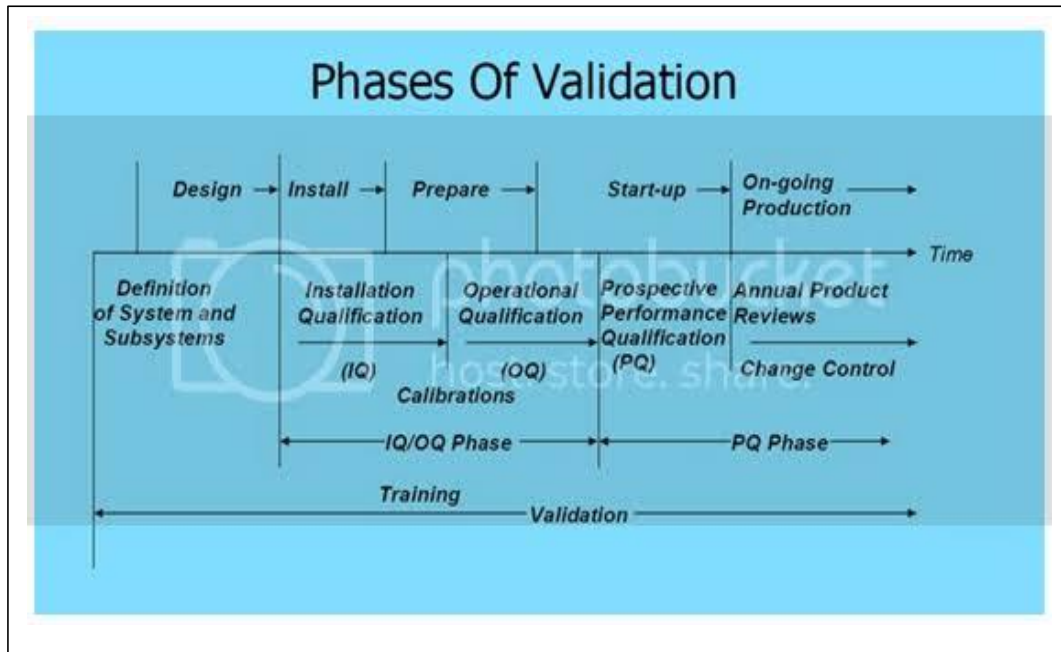 Phases Of Validation
Design
Install
Prepare
Start-up
On-going
Production
Time
Definition
of System and
Subsystems
Installation
Qualification
(IQ)
Operational
Qualification
(OQ)
Calibrations
Prospective
Performance
Qualification
(PQ)
Annual Product
Reviews
Change Control
IQ/OQ Phase
PQ Phase
Training
Validation
photobucket
host. store. share.